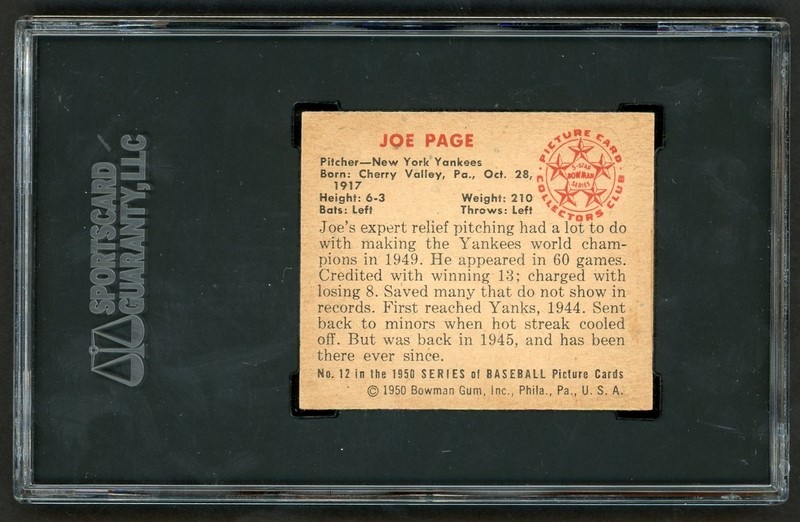 SPORTSCARD
GUARANTY, LLC
JOE PAGE
Pitcher—New York Yankees
Born: Cherry Valley, Pa., Oct. 28,
1917
Height: 6-3 Weight: 210
Bats: Left Throws: Left
PICTURE CARD
COLLECTORS CLUB
5-STAR
BOWMAN
SERIES
Joe's expert relief pitching had a lot to do
with making the Yankees world cham-
pions in 1949. He appeared in 60 games.
Credited with winning 13; charged with
losing 8. Saved many that do not show in
records. First reached Yanks, 1944. Sent
back to minors when hot streak cooled
off. But was back in 1945, and has been
there ever since.
No. 12 in the 1950 SERIES of BASEBALL Picture Cards
© 1950 Bowman Gum, Inc., Phila., Pa., U. S. A.